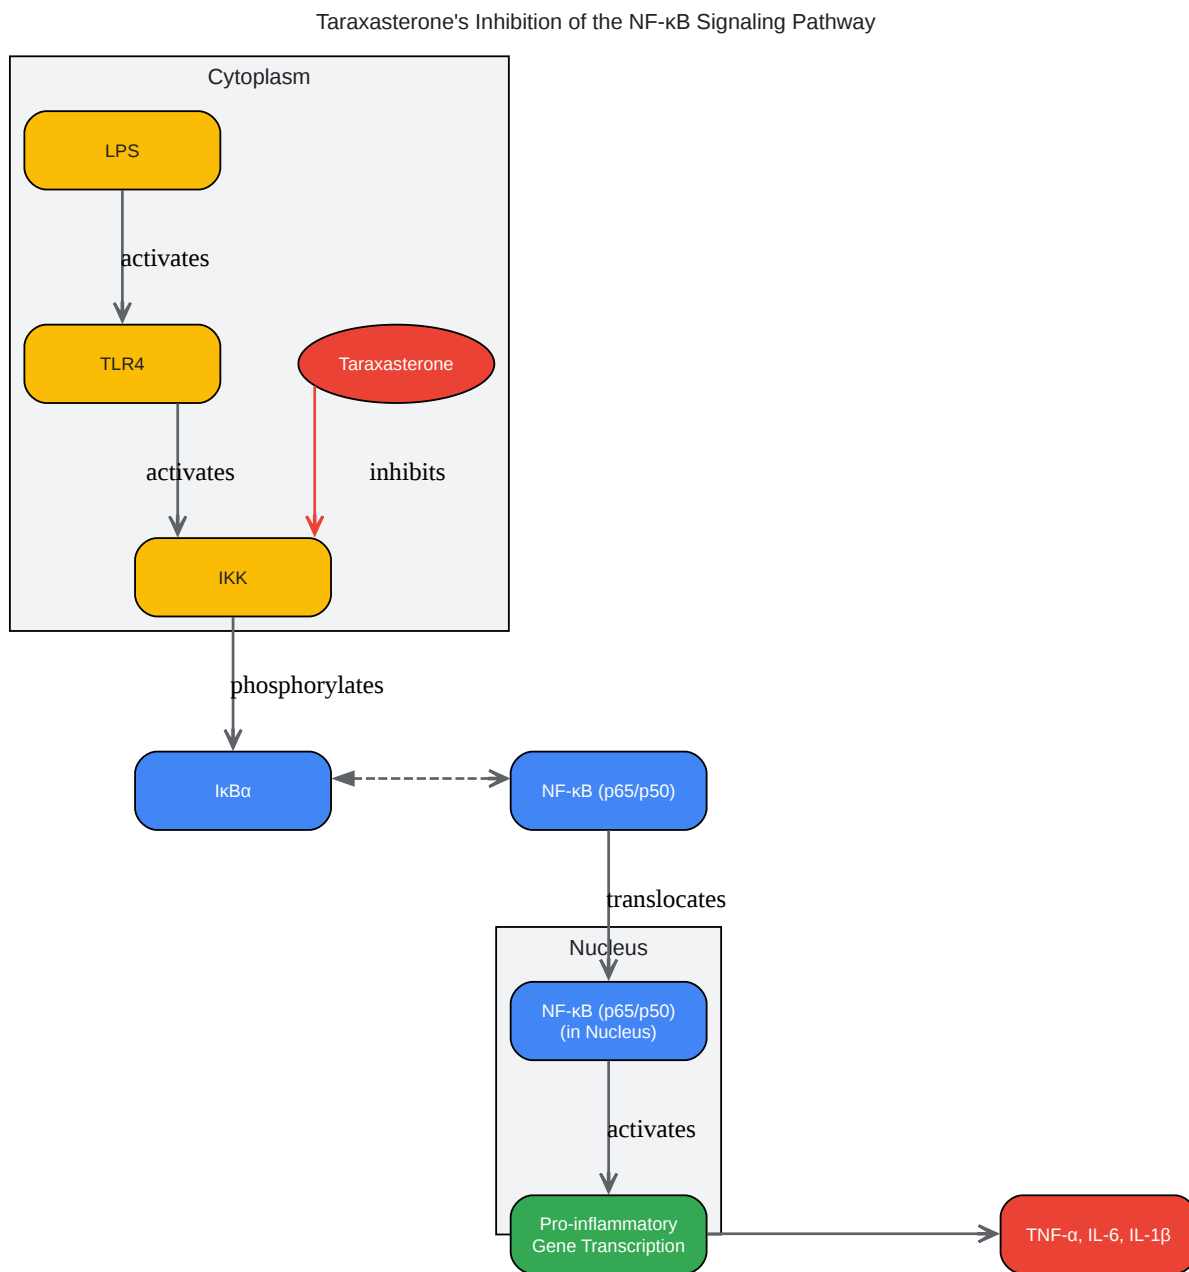 Taraxasterone's Inhibition of the NF-κB Signaling Pathway
Cytoplasm
LPS
activates
TLR4
Taraxasterone
activates
inhibits
IKK
phosphorylates
IκBα
NF-κB (p65/p50)
translocates
Nucleus
NF-κB (p65/p50)
(in Nucleus)
activates
Pro-inflammatory
Gene Transcription
TNF-α, IL-6, IL-1β